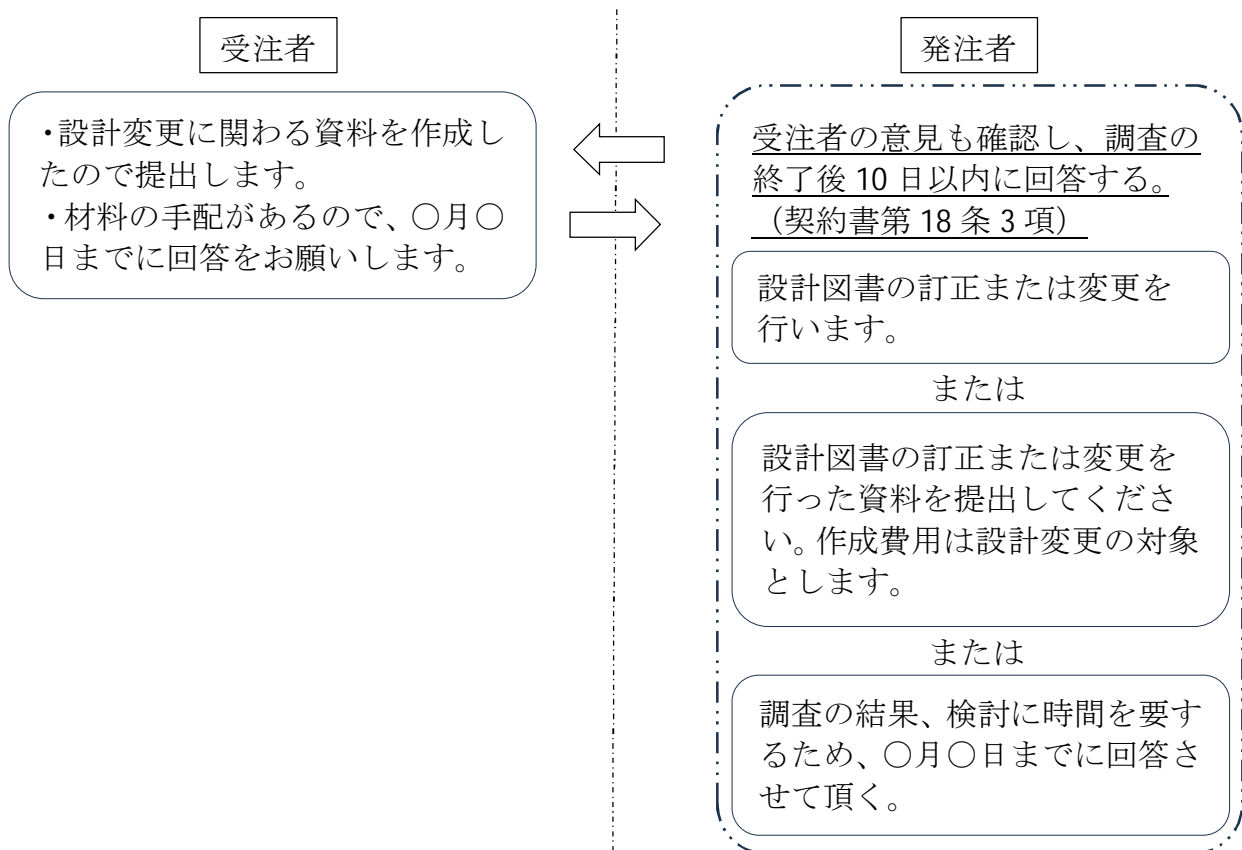 受注者
・設計変更に関わる資料を作成し
たので提出します。
・材料の手配があるので、〇月〇
日までに回答をお願いします。
発注者
受注者の意見も確認し、調査の
終了後 10 日以内に回答する。
（契約書第 18 条 3 項）
設計図書の訂正または変更を
行います。
または
設計図書の訂正または変更を
行った資料を提出してくださ
い。作成費用は設計変更の対象
とします。
または
調査の結果、検討に時間を要す
るため、〇月〇日までに回答さ
せて頂く。